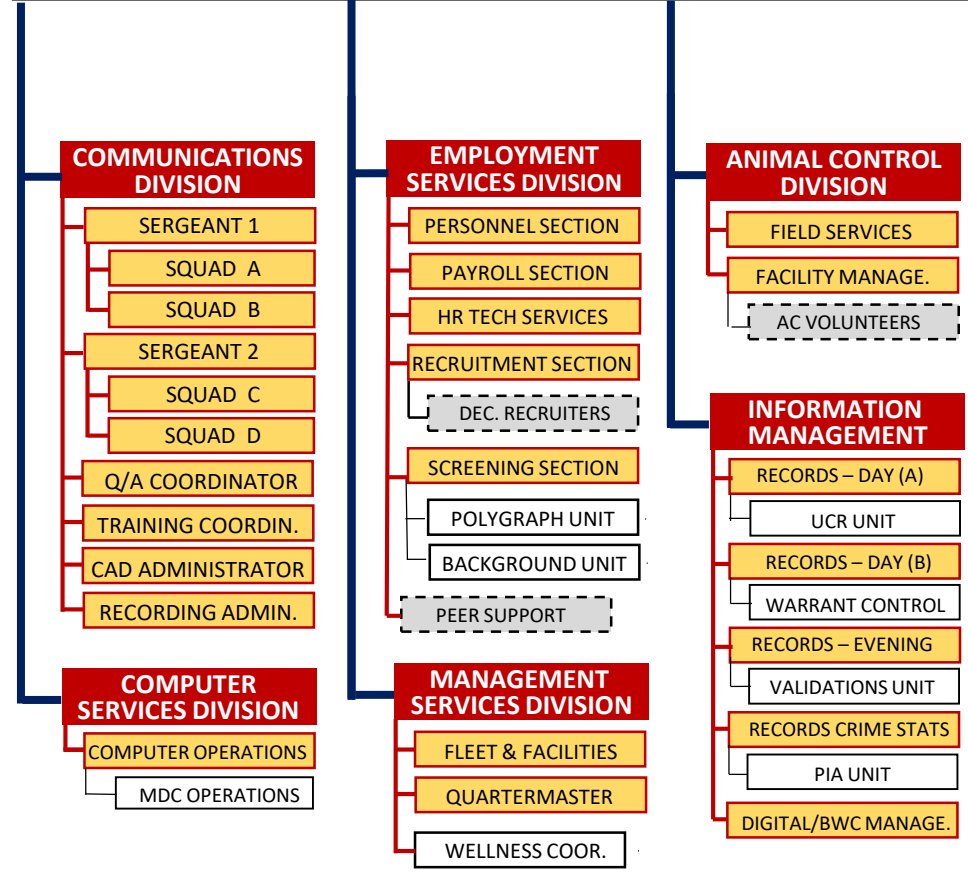 COMMUNICATIONS
DIVISION
SERGEANT 1
SQUAD A
SQUAD B
SERGEANT 2
SQUAD C
SQUAD D
Q/A COORDINATOR
TRAINING COORDIN.
CAD ADMINISTRATOR
RECORDING ADMIN.
COMPUTER
SERVICES DIVISION
COMPUTER OPERATIONS
MDC OPERATIONS
EMPLOYMENT
SERVICES DIVISION
PERSONNEL SECTION
PAYROLL SECTION
HR TECH SERVICES
RECRUITMENT SECTION
DEC. RECRUITERS
SCREENING SECTION
POLYGRAPH UNIT
BACKGROUND UNIT
PEER SUPPORT
MANAGEMENT
SERVICES DIVISION
FLEET & FACILITIES
QUARTERMASTER
WELLNESS COOR.
ANIMAL CONTROL
DIVISION
FIELD SERVICES
FACILITY MANAGE.
AC VOLUNTEERS
INFORMATION
MANAGEMENT
RECORDS – DAY (A)
UCR UNIT
RECORDS – DAY (B)
WARRANT CONTROL
RECORDS – EVENING
VALIDATIONS UNIT
RECORDS CRIME STATS
PIA UNIT
DIGITAL/BWC MANAGE.